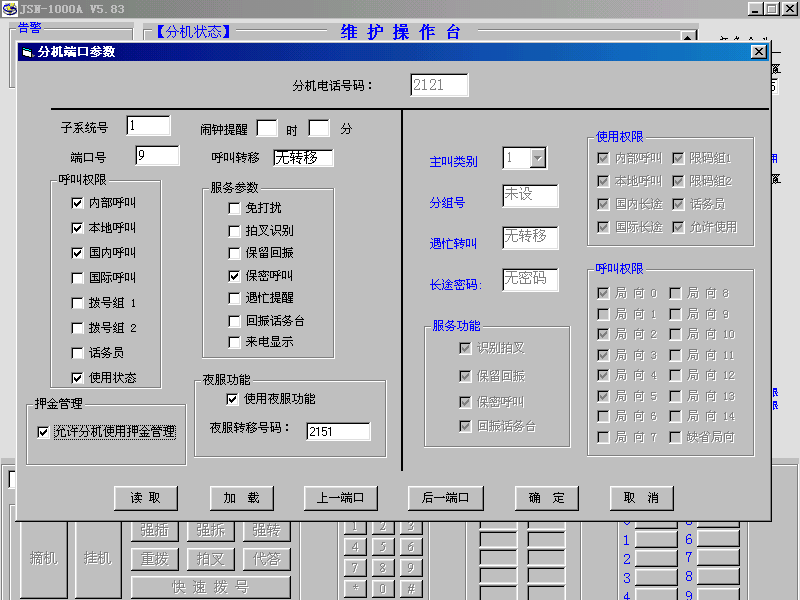 JSN-1000A V5.83
告警
【分机状态】
维护操作台
分机端口参数
分机电话号码：
2121
子系统号
1
闹钟提醒
时
分
端口号
9
呼叫转移
无转移
呼叫权限
内部呼叫
本地呼叫
国内呼叫
国际呼叫
拨号组 1
拨号组 2
话务员
使用状态
服务参数
免打扰
拍叉识别
保留回振
保密呼叫
遇忙提醒
回振话务台
来电显示
押金管理
允许分机使用押金管理
夜服功能
使用夜服功能
夜服转移号码：
2151
主叫类别
1
分组号
未设
遇忙转叫
无转移
长途密码:
无密码
服务功能
识别拍叉
保留回振
保密呼叫
回振话务台
使用权限
内部呼叫
限码组1
本地呼叫
限码组2
国内长途
话务员
国际长途
允许使用
呼叫权限
局 向 0
局 向 8
局 向 1
局 向 9
局 向 2
局 向 10
局 向 3
局 向 11
局 向 4
局 向 12
局 向 5
局 向 13
局 向 6
局 向 14
局 向 7
缺省局向
读 取
加 载
上一端口
后一端口
确 定
取 消
摘机
挂机
强插
强拆
强转
重拨
拍叉
代答
快 速 拨 号
1 2 3
4 5 6
7 8 9
* 0 #
1
6
2
7
3
8
4
9